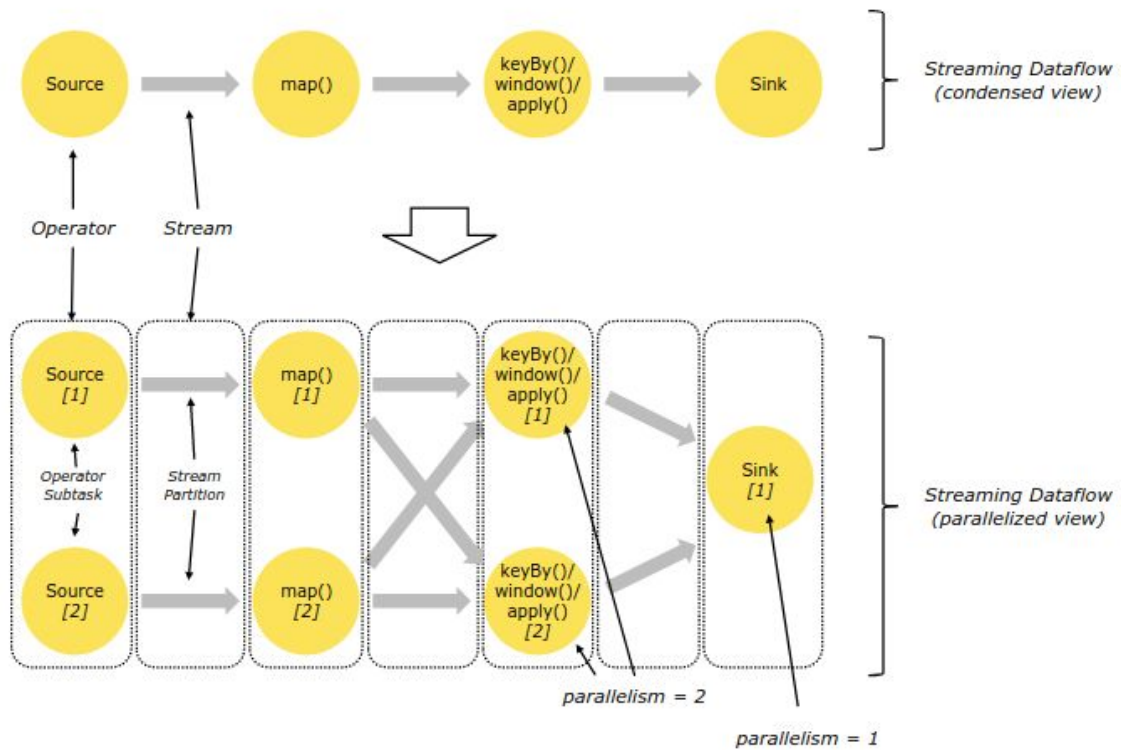 Source
map()
keyBy()/
window()/
apply()
Sink
Streaming Dataflow
(condensed view)
Operator
Stream
Source
[1]
map()
[1]
keyBy()/
window()/
apply()
[1]
Operator
Subtask
Stream
Partition
Sink
[1]
Streaming Dataflow
(parallelized view)
Source
[2]
map()
[2]
keyBy()/
window()/
apply()
[2]
parallelism = 2
parallelism = 1